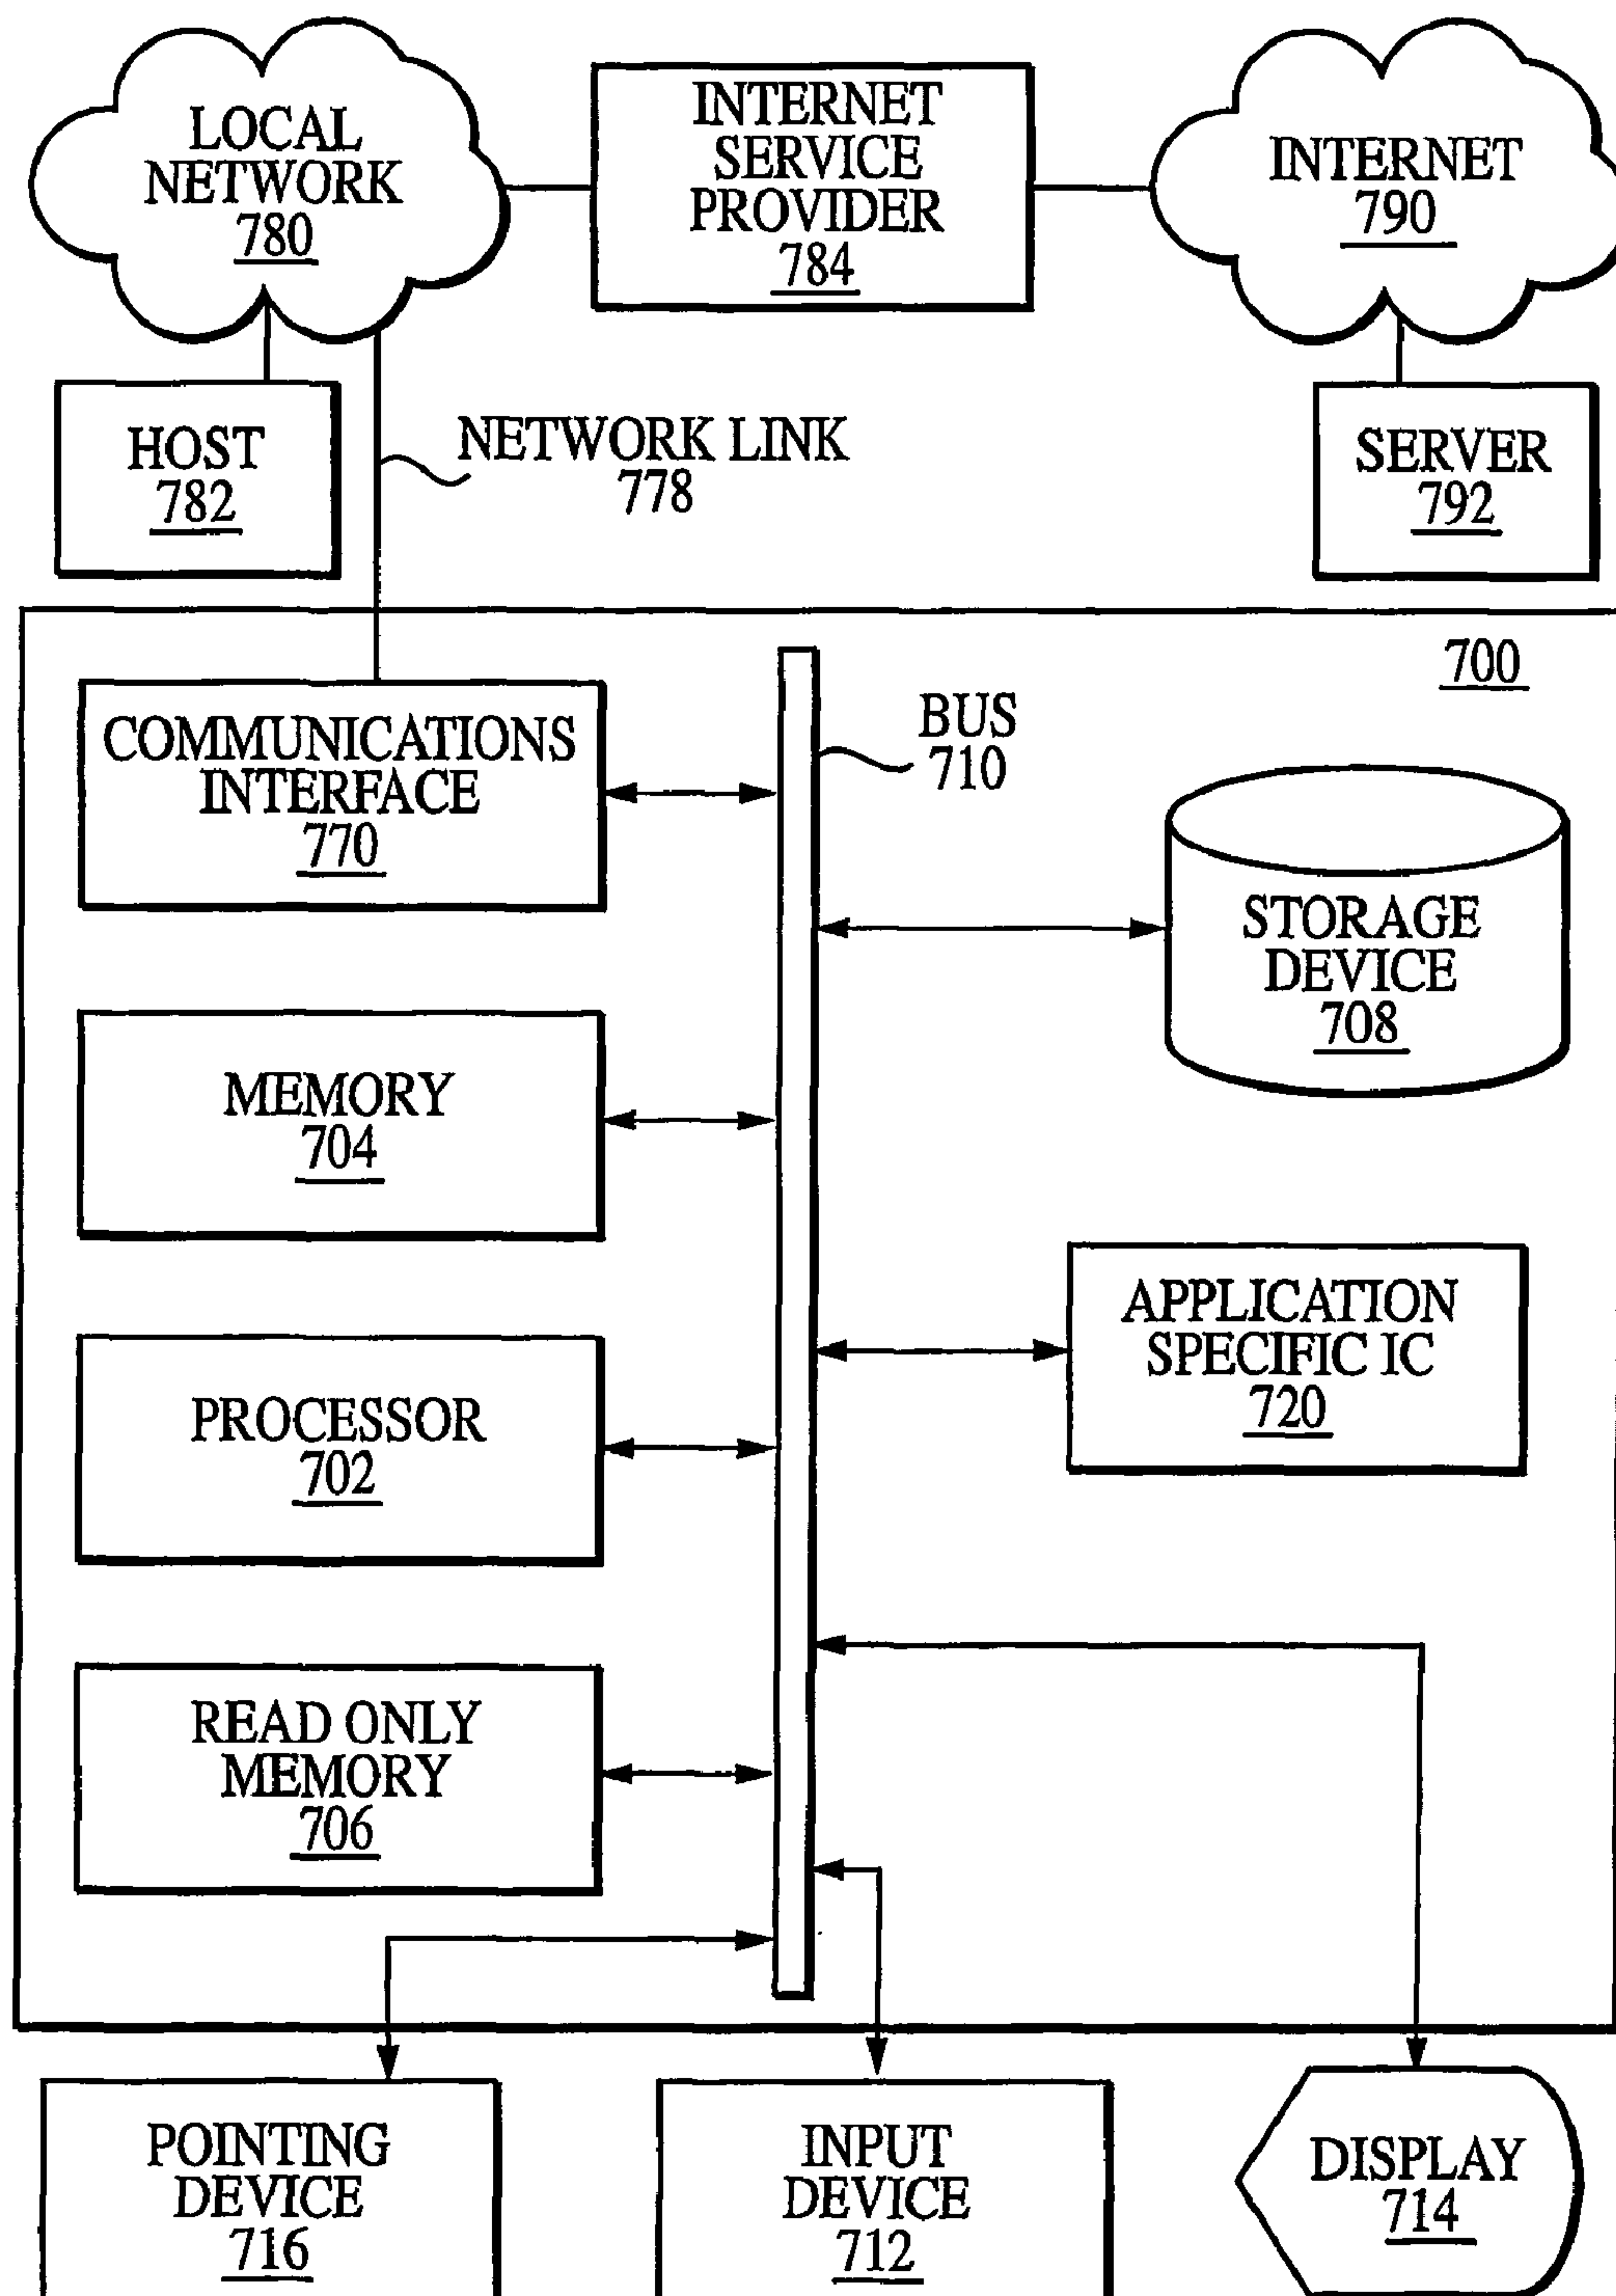 LOCAL
NETWORK
780
INTERNET
SERVICE
PROVIDER
784
INTERNET
790
HOST
782
NETWORK LINK
778
SERVER
792
700
COMMUNICATIONS
INTERFACE
770
BUS
710
STORAGE
DEVICE
708
MEMORY
704
APPLICATION
SPECIFIC IC
720
PROCESSOR
702
READ ONLY
MEMORY
706
POINTING
DEVICE
716
INPUT
DEVICE
712
DISPLAY
714